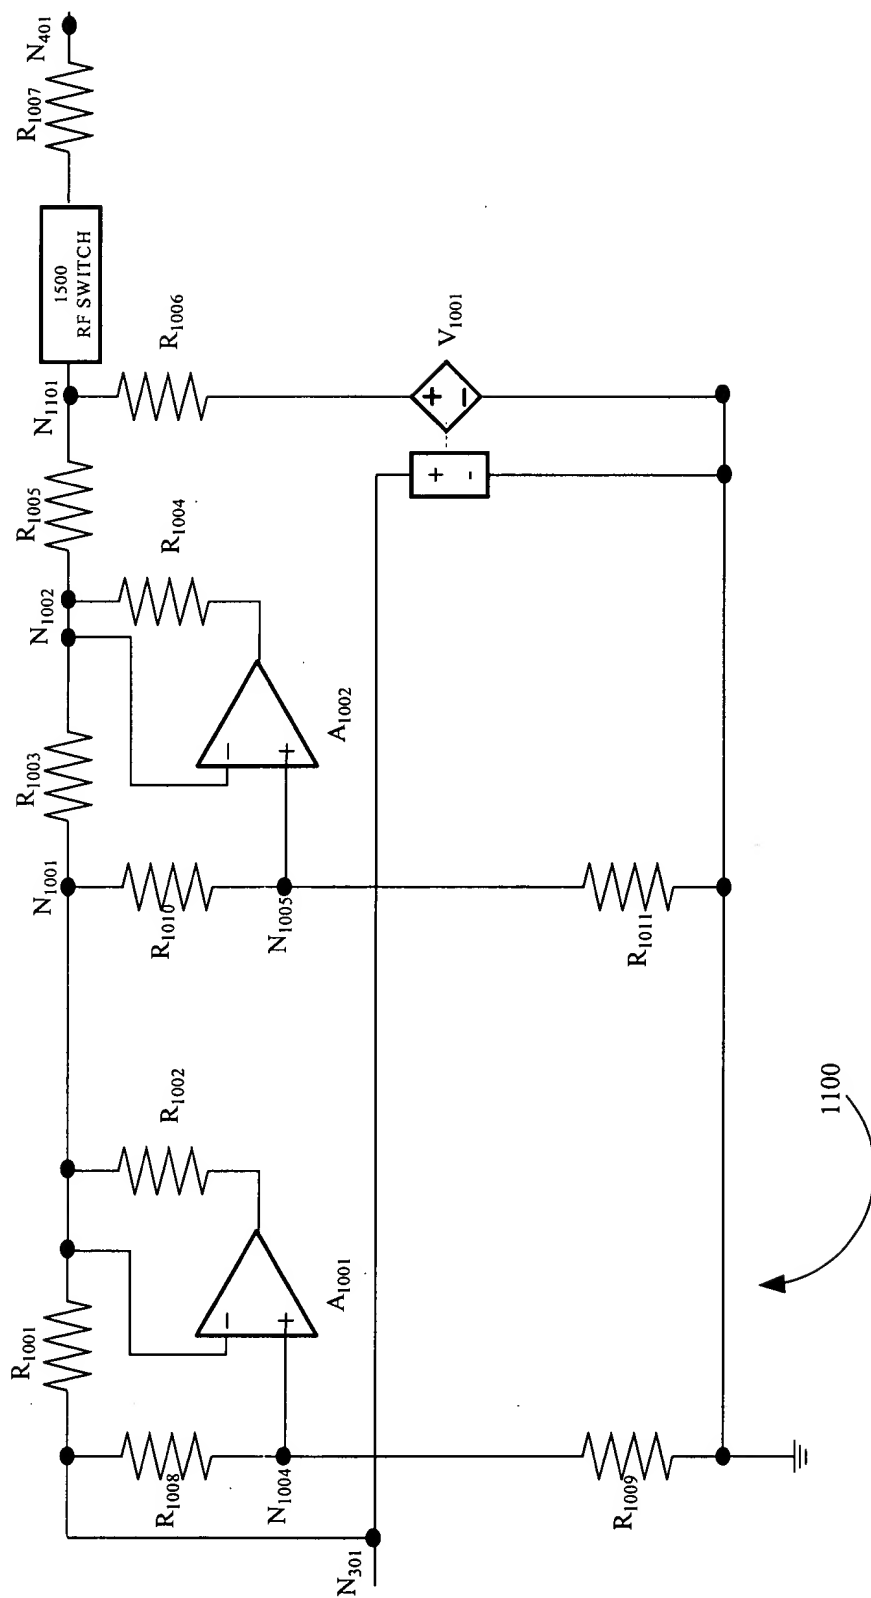 N401
R1007
1500
RF SWITCH
N1101
R1006
V1001
+
−
+
-
R1005
R1004
N1002
A1002
−
+
R1003
N1001
R1010
N1005
R1011
R1002
A1001
−
+
R1001
R1008
N1004
R1009
N301
1100